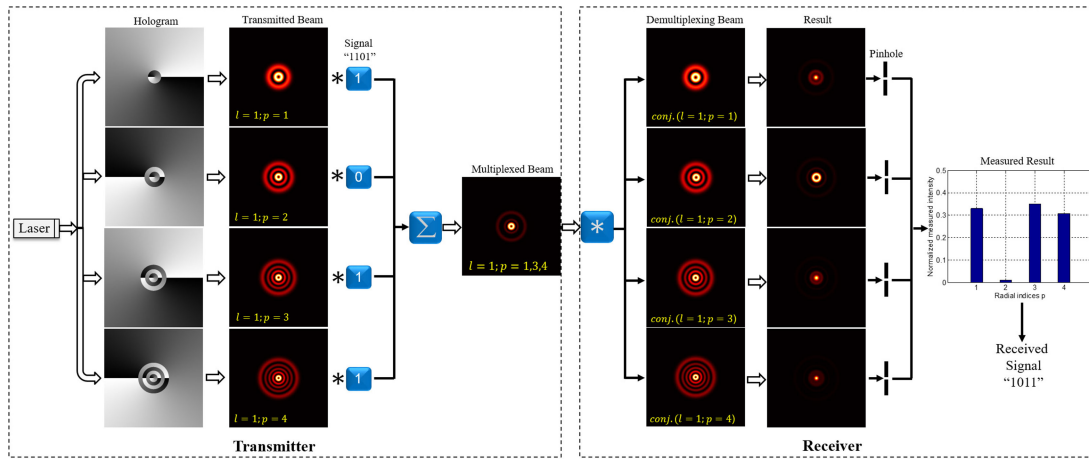 Hologram
Transmitted Beam
Signal
“1101”
l = 1; p = 1
* 1
l = 1; p = 2
* 0
l = 1; p = 3
* 1
l = 1; p = 4
* 1
Laser
Σ
Multiplexed Beam
l = 1; p = 1,3,4
Transmitter
*
Demultiplexing Beam
Result
Pinhole
conj. (l = 1; p = 1)
conj. (l = 1; p = 2)
conj. (l = 1; p = 3)
conj. (l = 1; p = 4)
Measured Result
Normalized measured intensity
0.5
0.4
0.3
0.2
0.1
0
1 2 3 4
Radial indices p
Received
Signal
“1011”
Receiver